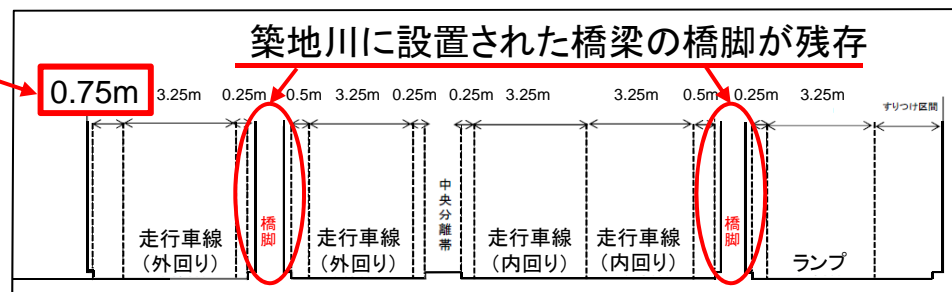 築地川に設置された橋梁の橋脚が残存
0.75m 3.25m 0.25m 0.5m 3.25m 0.25m 0.25m 3.25m 3.25m 0.5m 0.25m 3.25m すりつけ区間
走行車線
(外回り)
橋脚
走行車線
(外回り)
中央分離帯
走行車線
(内回り)
走行車線
(内回り)
橋脚
ランプ